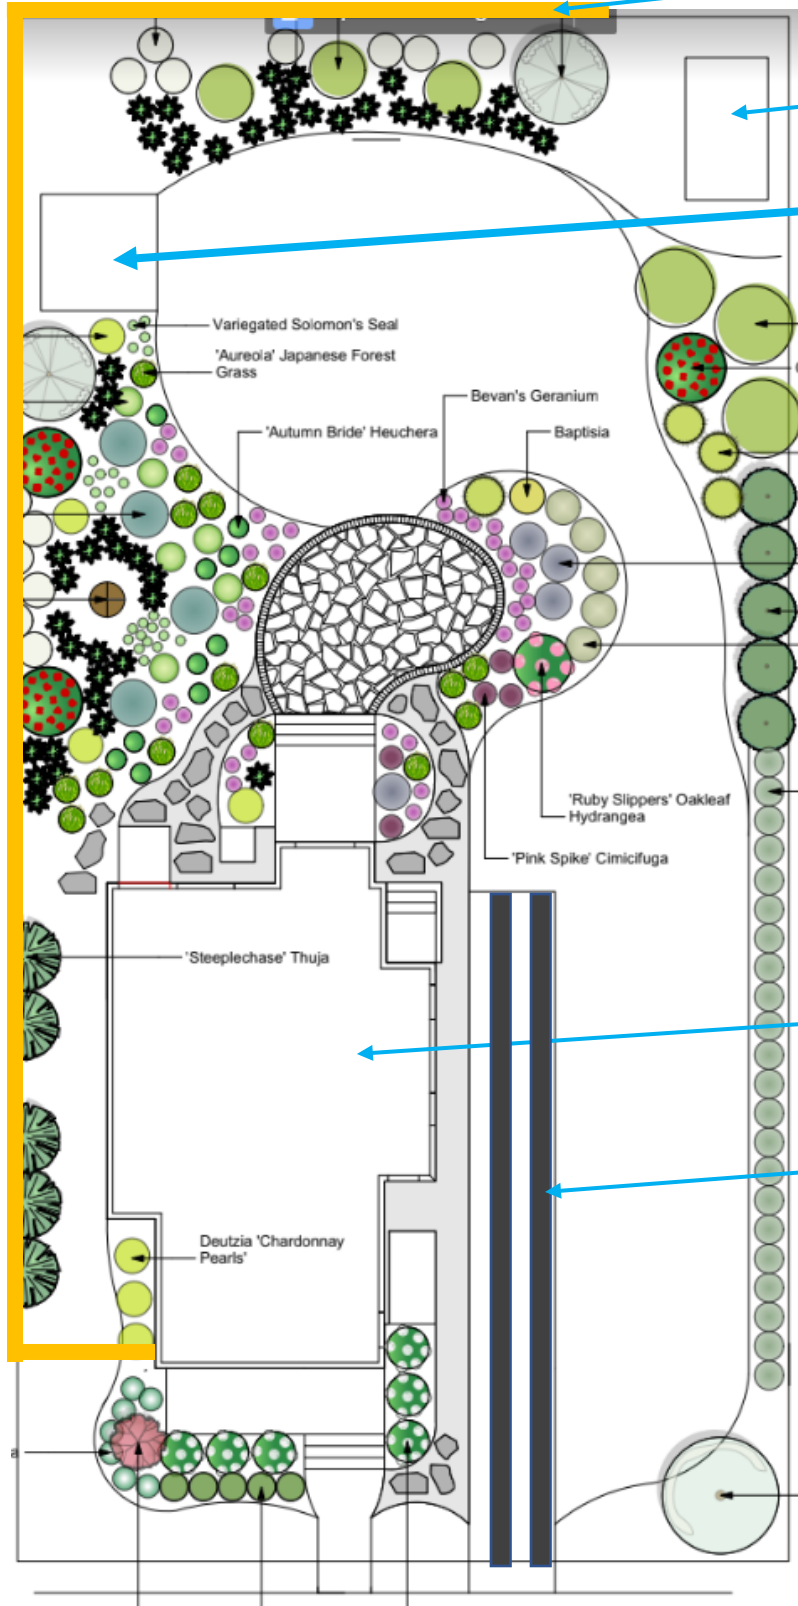 Variegated Solomon's Seal
'Aureola' Japanese Forest
Grass
Bevan's Geranium
'Autumn Bride' Heuchera
Baptisia
'Ruby Slippers' Oakleaf
Hydrangea
'Pink Spike' Cimicifuga
'Steeplechase' Thuja
Deutzia 'Chardonnay
Pearls'